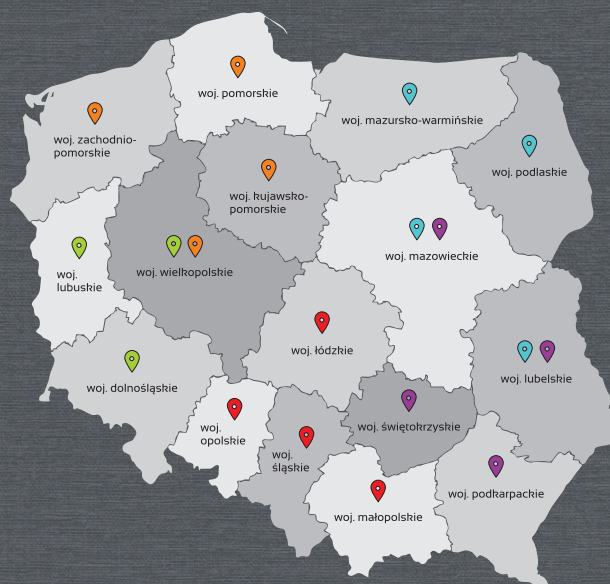 woj. pomorskie
woj. mazursko-warmińskie
woj. zachodnio-
pomorskie
woj. podlaskie
woj. kujawsko-
pomorskie
woj. mazowieckie
woj. wielkopolskie
woj.
lubuskie
woj. łódzkie
woj. lubelskie
woj. dolnośląskie
woj.
opolskie
woj. świętokrzyskie
woj.
śląskie
woj. podkarpackie
woj. małopolskie